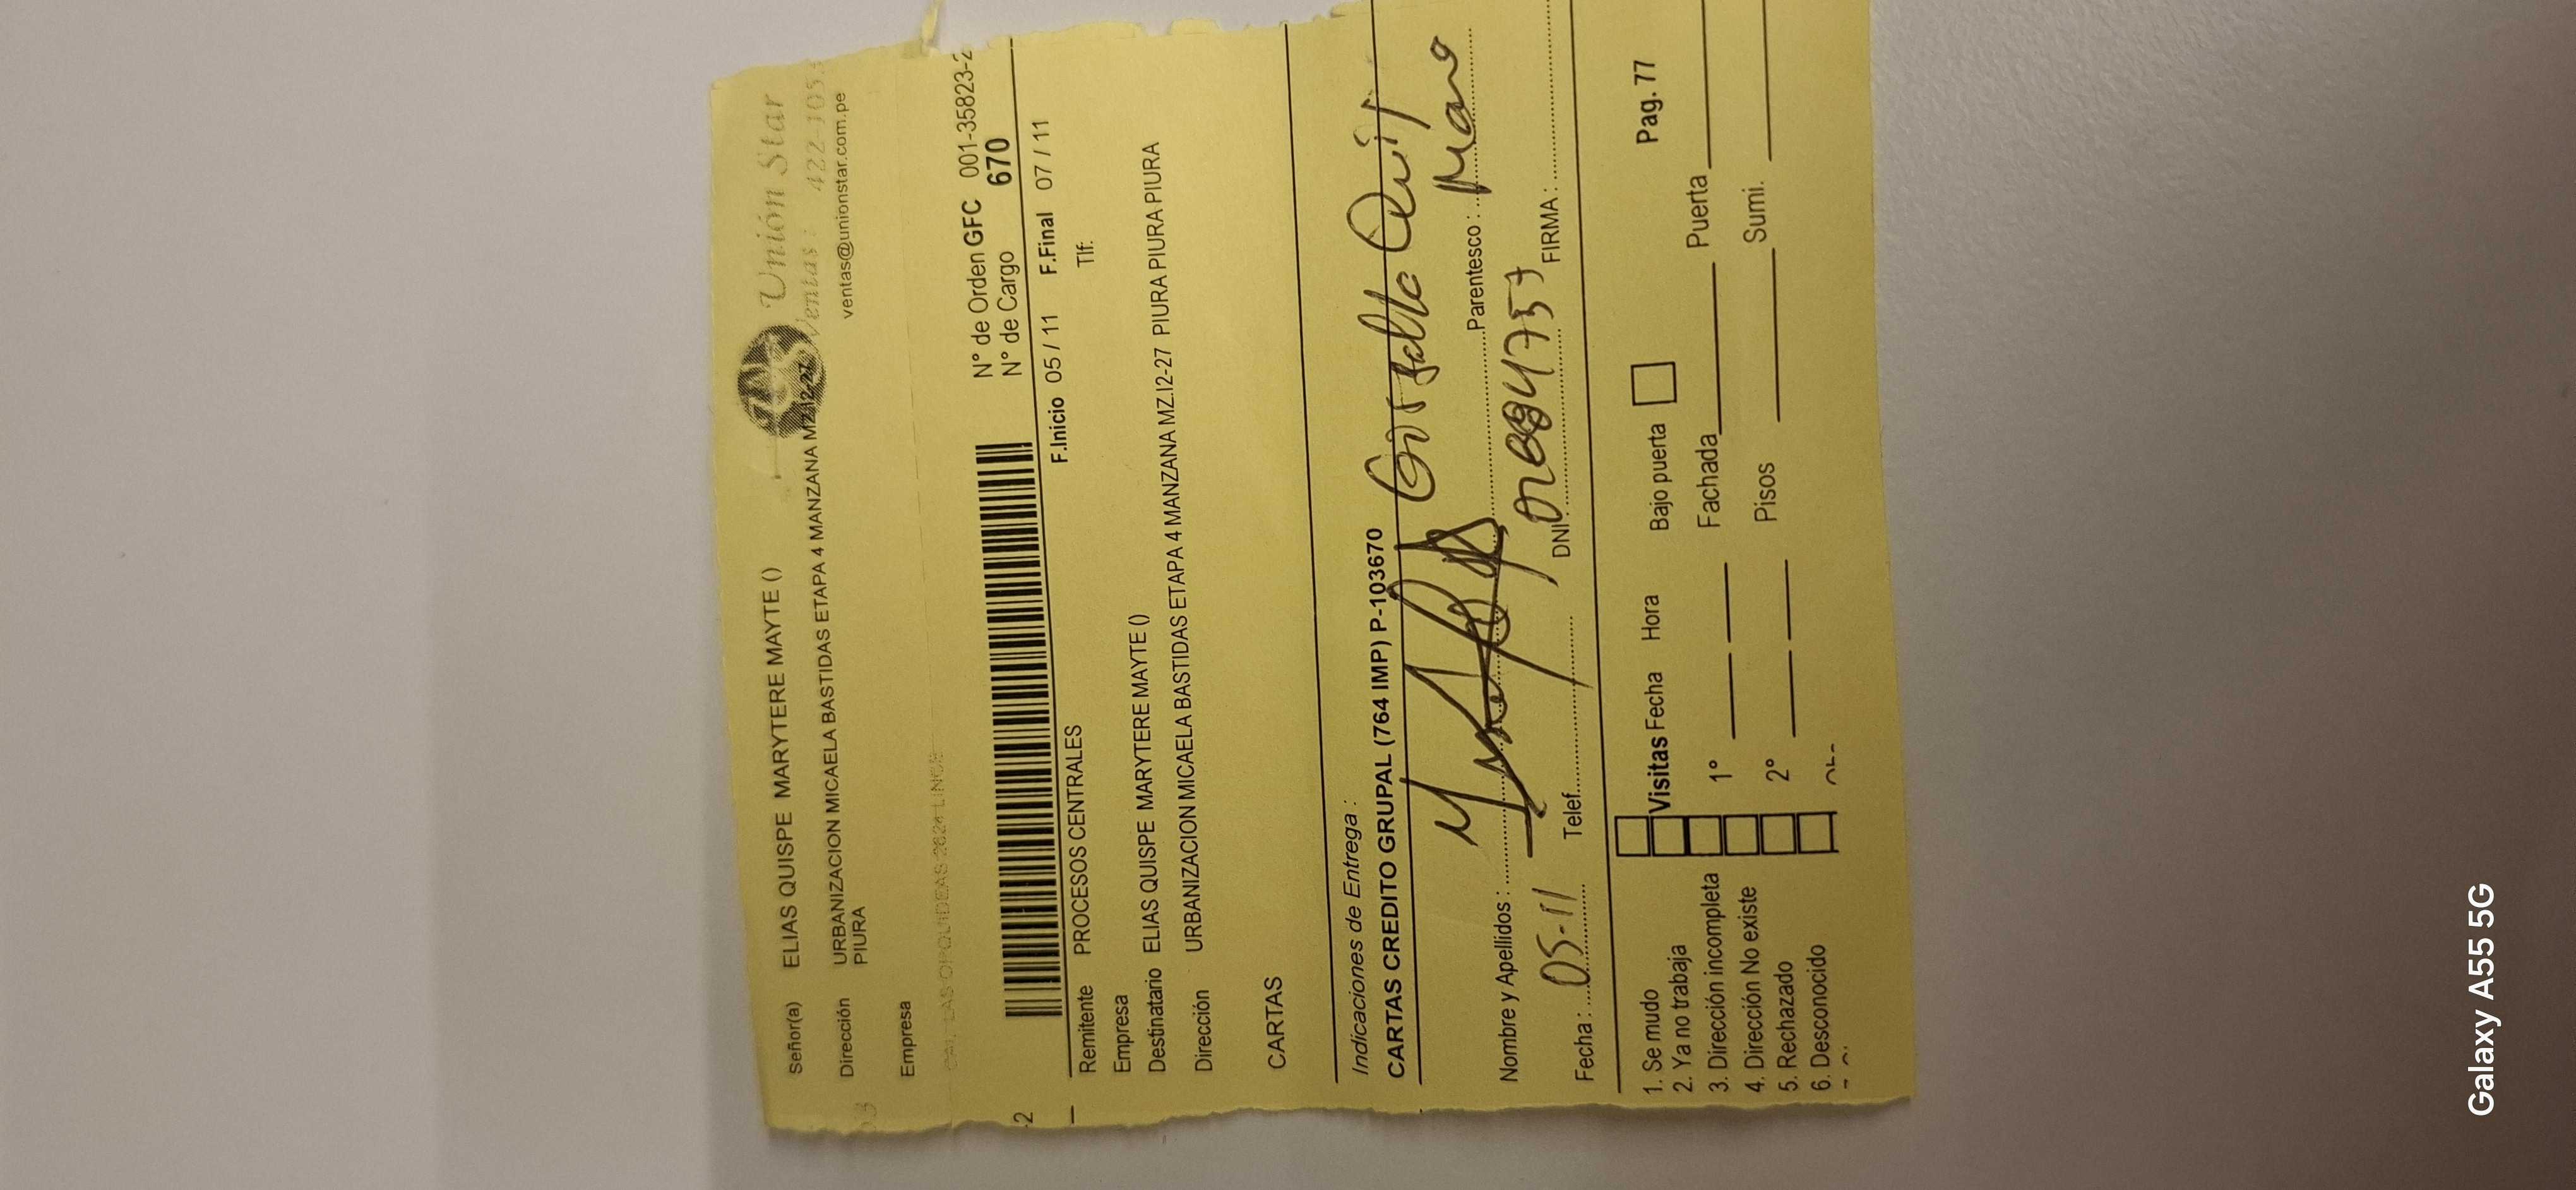 Unión Star
Ventas : 422-105
ventas@unionstar.com.pe
Señor(a) ELIAS QUISPE MARYTERE MAYTE ()
Dirección URBANIZACION MICAELA BASTIDAS ETAPA 4 MANZANA MZ.I2-27
PIURA
Empresa
N° de Orden GFC 001-35823-2
N° de Cargo 670
2
F.Inicio 05 / 11 F.Final 07 / 11
Remitente PROCESOS CENTRALES Tlf:
Empresa
Destinatario ELIAS QUISPE MARYTERE MAYTE ()
Dirección URBANIZACION MICAELA BASTIDAS ETAPA 4 MANZANA MZ.I2-27 PIURA PIURA PIURA
CARTAS
Indicaciones de Entrega :
CARTAS CREDITO GRUPAL (764 IMP) P-103670
Nombre y Apellidos : Parentesco :
Fecha : 05-11 Telef. DNI: FIRMA :
1. Se mudo Visitas Fecha Hora Bajo puerta Pag. 77
2. Ya no trabaja
3. Dirección incompleta 1° Fachada Puerta
4. Dirección No existe
5. Rechazado 2° Pisos Sumi.
6. Desconocido
Galaxy A55 5G